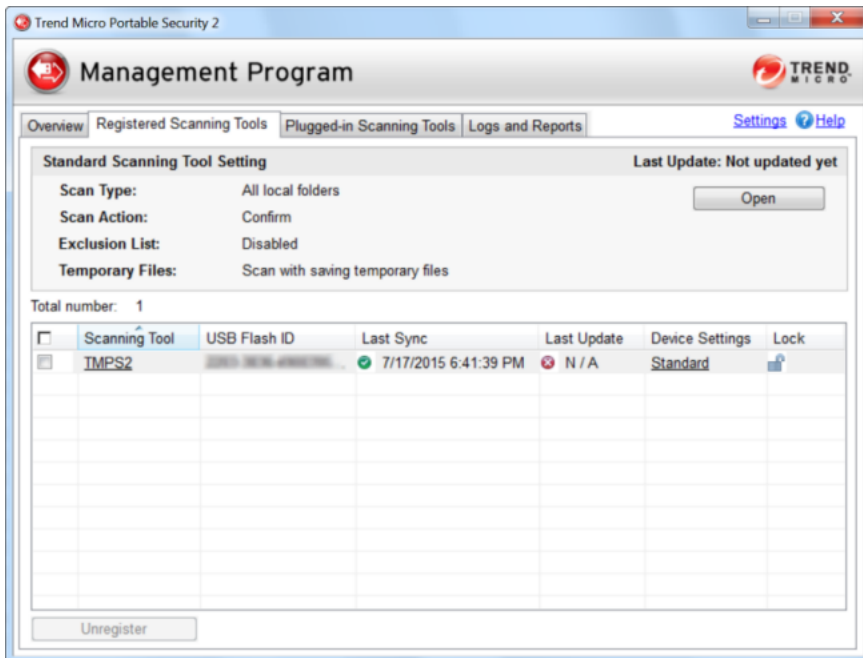 Trend Micro Portable Security 2
Management Program
TREND MICRO
Overview Registered Scanning Tools Plugged-in Scanning Tools Logs and Reports Settings Help
Standard Scanning Tool Setting Last Update: Not updated yet
Scan Type: All local folders
Open
Scan Action: Confirm
Exclusion List: Disabled
Temporary Files: Scan with saving temporary files
Total number: 1
Scanning Tool USB Flash ID Last Sync Last Update Device Settings Lock
TMPS2 7/17/2015 6:41:39 PM N / A Standard
Unregister